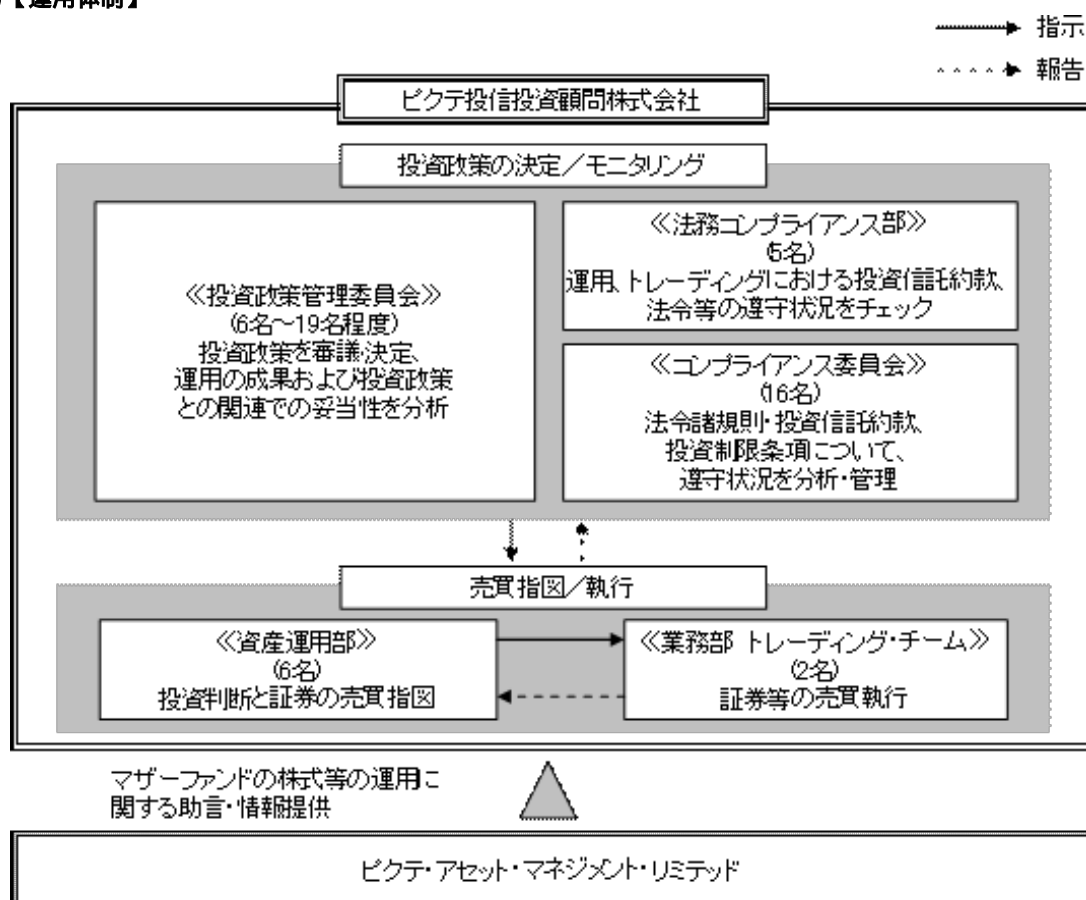 【運用体制】
指示
報告
ピクテ投信投資顧問株式会社
投資政策の決定／モニタリング
≪投資政策管理委員会≫
(6名～19名程度)
投資政策を審議・決定、
運用の成果および投資政策
との関連での妥当性を分析
≪法務コンプライアンス部≫
(5名)
運用、トレーディングにおける投資信託約款、
法令等の遵守状況をチェック
≪コンプライアンス委員会≫
(16名)
法令諸規則・投資信託約款、
投資制限条項について、
遵守状況を分析・管理
売買指図／執行
≪資産運用部≫
(6名)
投資判断と証券の売買指図
≪業務部 トレーディング・チーム≫
(2名)
証券等の売買執行
マザーファンドの株式等の運用に
関する助言・情報提供
ピクテ・アセット・マネジメント・リミテッド